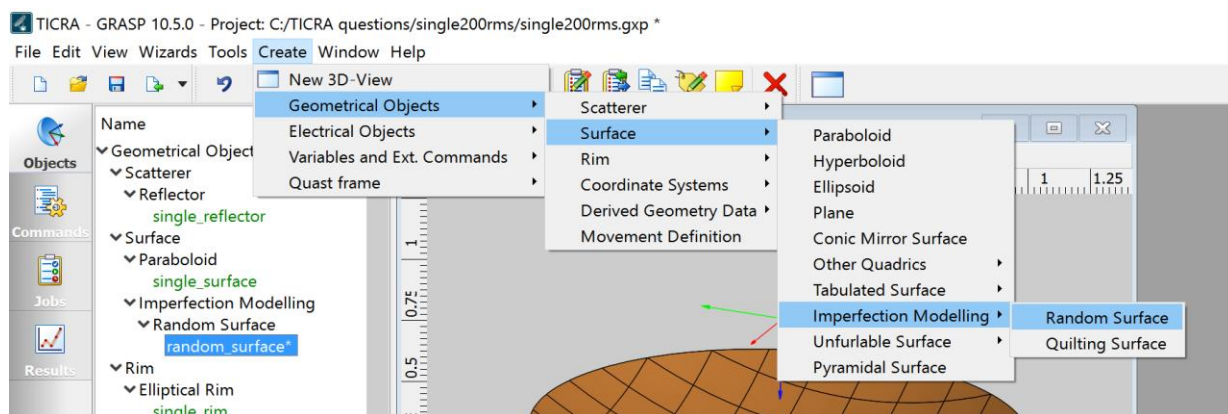 TICRA - GRASP 10.5.0 - Project: C:/TICRA questions/single200rms/single200rms.gxp *
File Edit View Wizards Tools Create Window Help
New 3D-View
Geometrical Objects
Electrical Objects
Variables and Ext. Commands
Quast frame
Scatterer
Surface
Rim
Coordinate Systems
Derived Geometry Data
Movement Definition
Paraboloid
Hyperboloid
Ellipsoid
Plane
Conic Mirror Surface
Other Quadrics
Tabulated Surface
Imperfection Modelling
Unfurlable Surface
Pyramidal Surface
Random Surface
Quilting Surface
Objects
Commands
Jobs
Results
Name
Geometrical Object
Scatterer
Reflector
single_reflector
Surface
Paraboloid
single_surface
Imperfection Modelling
Random Surface
random_surface*
Rim
Elliptical Rim
single_rim
1
0.75
0.5
1 1.25